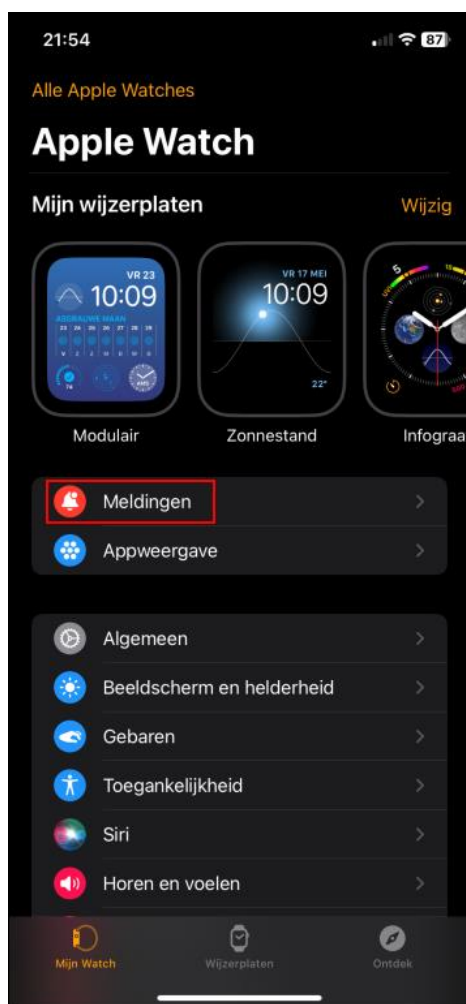 21:54
87
Alle Apple Watches
Apple Watch
Mijn wijzerplaten
Wijzig
VR 23
10:09
VR 17 MEI
10:09
22°
Modulair
Zonnestand
Infograa
Meldingen
Appweergave
Algemeen
Beeldscherm en helderheid
Gebaren
Toegankelijkheid
Siri
Horen en voelen
Mijn Watch
Wijzerplaten
Ontdek